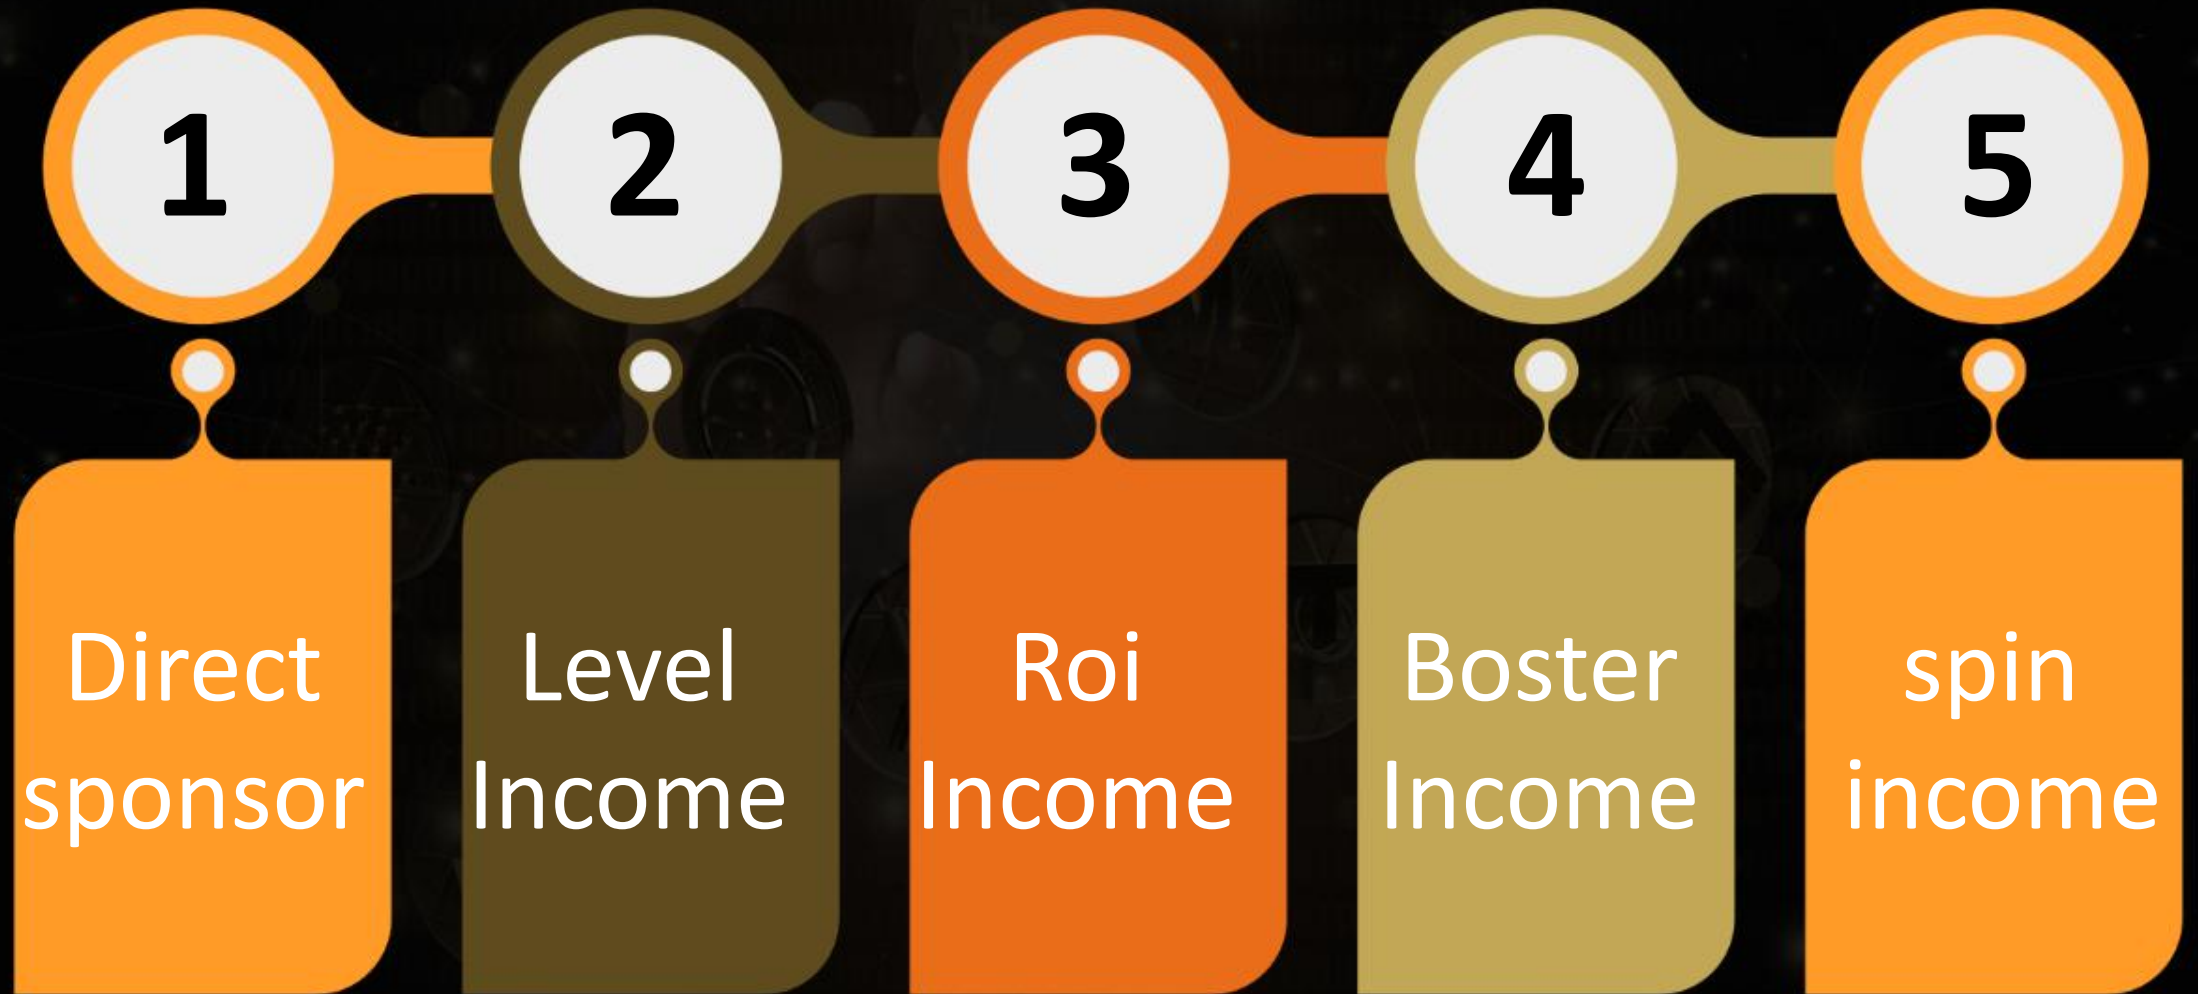 1
2
3
4
5
Direct
sponsor
Level
Income
Roi
Income
Boster
Income
spin
income